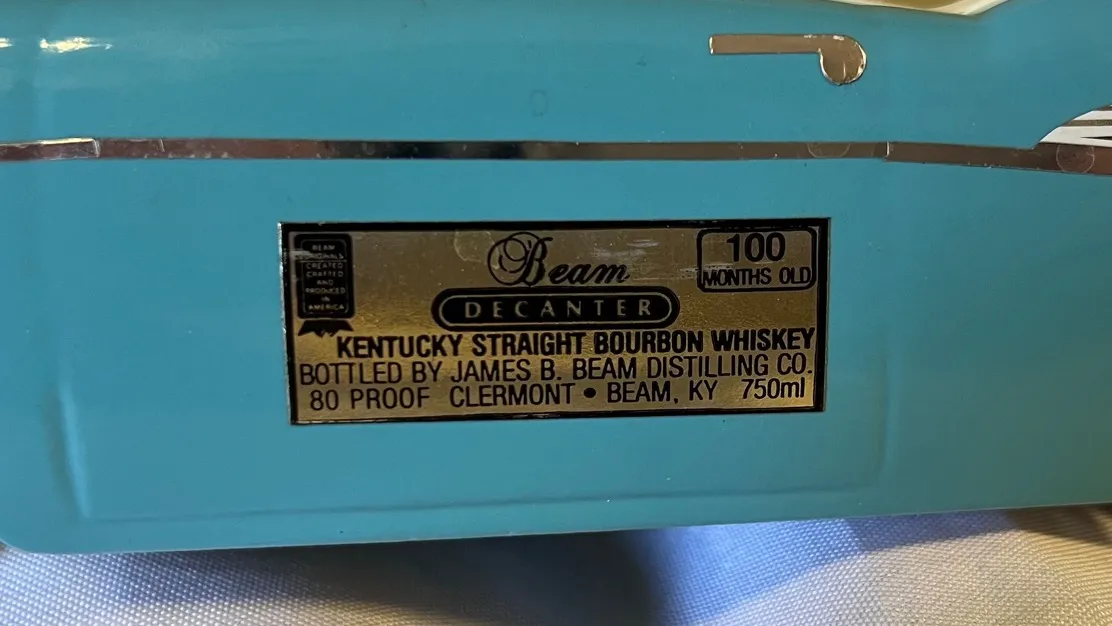 BEAM
ORIGINALS
CREATED
CRAFTED
AND
PRODUCED
IN
AMERICA
Beam
DECANTER
100
MONTHS OLD
KENTUCKY STRAIGHT BOURBON WHISKEY
BOTTLED BY JAMES B. BEAM DISTILLING CO.
80 PROOF CLERMONT • BEAM, KY 750ml